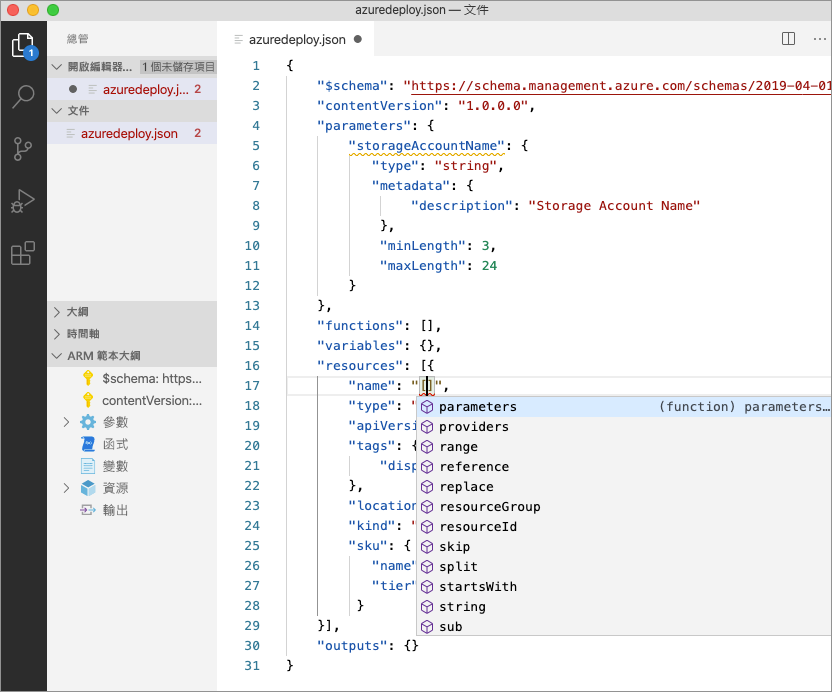 azuredeploy.json — 文件
1
總管
開啟編輯器... 1 個未儲存項目
azuredeploy.j... 2
文件
azuredeploy.json 2
大綱
時間軸
ARM 範本大綱
$schema: https...
contentVersion:...
參數
函式
變數
資源
輸出
azuredeploy.json
1 {
2 "$schema": "https://schema.management.azure.com/schemas/2019-04-01
3 "contentVersion": "1.0.0.0",
4 "parameters": {
5 "storageAccountName": {
6 "type": "string",
7 "metadata": {
8 "description": "Storage Account Name"
9 },
10 "minLength": 3,
11 "maxLength": 24
12 }
13 },
14 "functions": [],
15 "variables": {},
16 "resources": [{
17 "name": "[]",
18 "type": "
19 "apiVersi
20 "tags": {
21 "disp
22 },
23 "location
24 "kind": "
25 "sku": {
26 "name"
27 "tier"
28 }
29 }],
30 "outputs": {}
31 }
parameters (function) parameters…
providers
range
reference
replace
resourceGroup
resourceId
skip
split
startsWith
string
sub